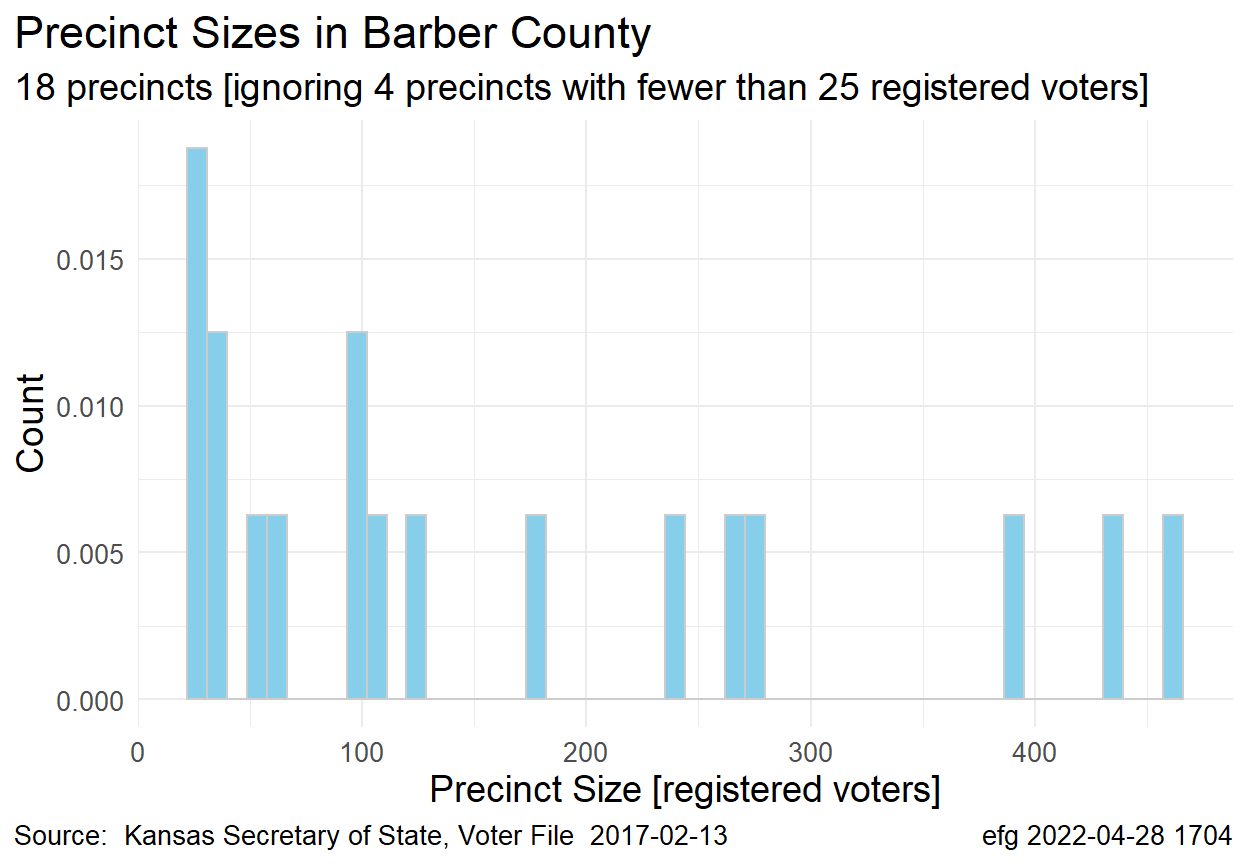 Precinct Sizes in Barber County
18 precincts [ignoring 4 precincts with fewer than 25 registered voters]
Count
0.015
0.010
0.005
0.000
0 100 200 300 400
Precinct Size [registered voters]
Source:  Kansas Secretary of State, Voter File  2017-02-13 efg 2022-04-28 1704